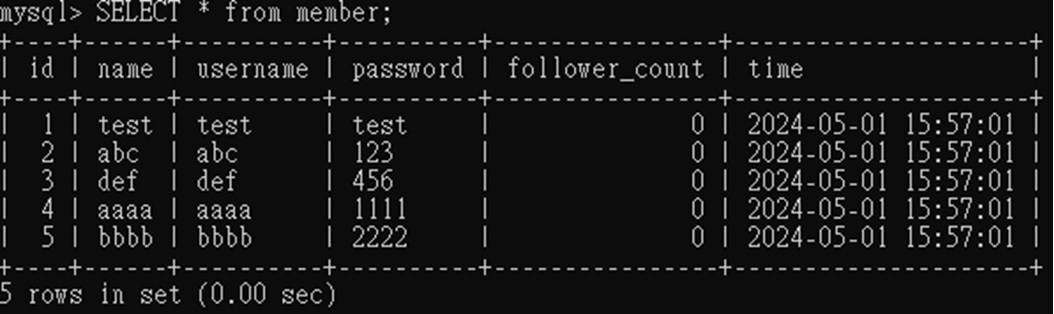 mysql> SELECT * from member;
+----+------+----------+----------+----------------+---------------------+
| id | name | username | password | follower_count | time                |
+----+------+----------+----------+----------------+---------------------+
|  1 | test | test     | test     |              0 | 2024-05-01 15:57:01 |
|  2 | abc  | abc      | 123      |              0 | 2024-05-01 15:57:01 |
|  3 | def  | def      | 456      |              0 | 2024-05-01 15:57:01 |
|  4 | aaaa | aaaa     | 1111     |              0 | 2024-05-01 15:57:01 |
|  5 | bbbb | bbbb     | 2222     |              0 | 2024-05-01 15:57:01 |
+----+------+----------+----------+----------------+---------------------+
5 rows in set (0.00 sec)